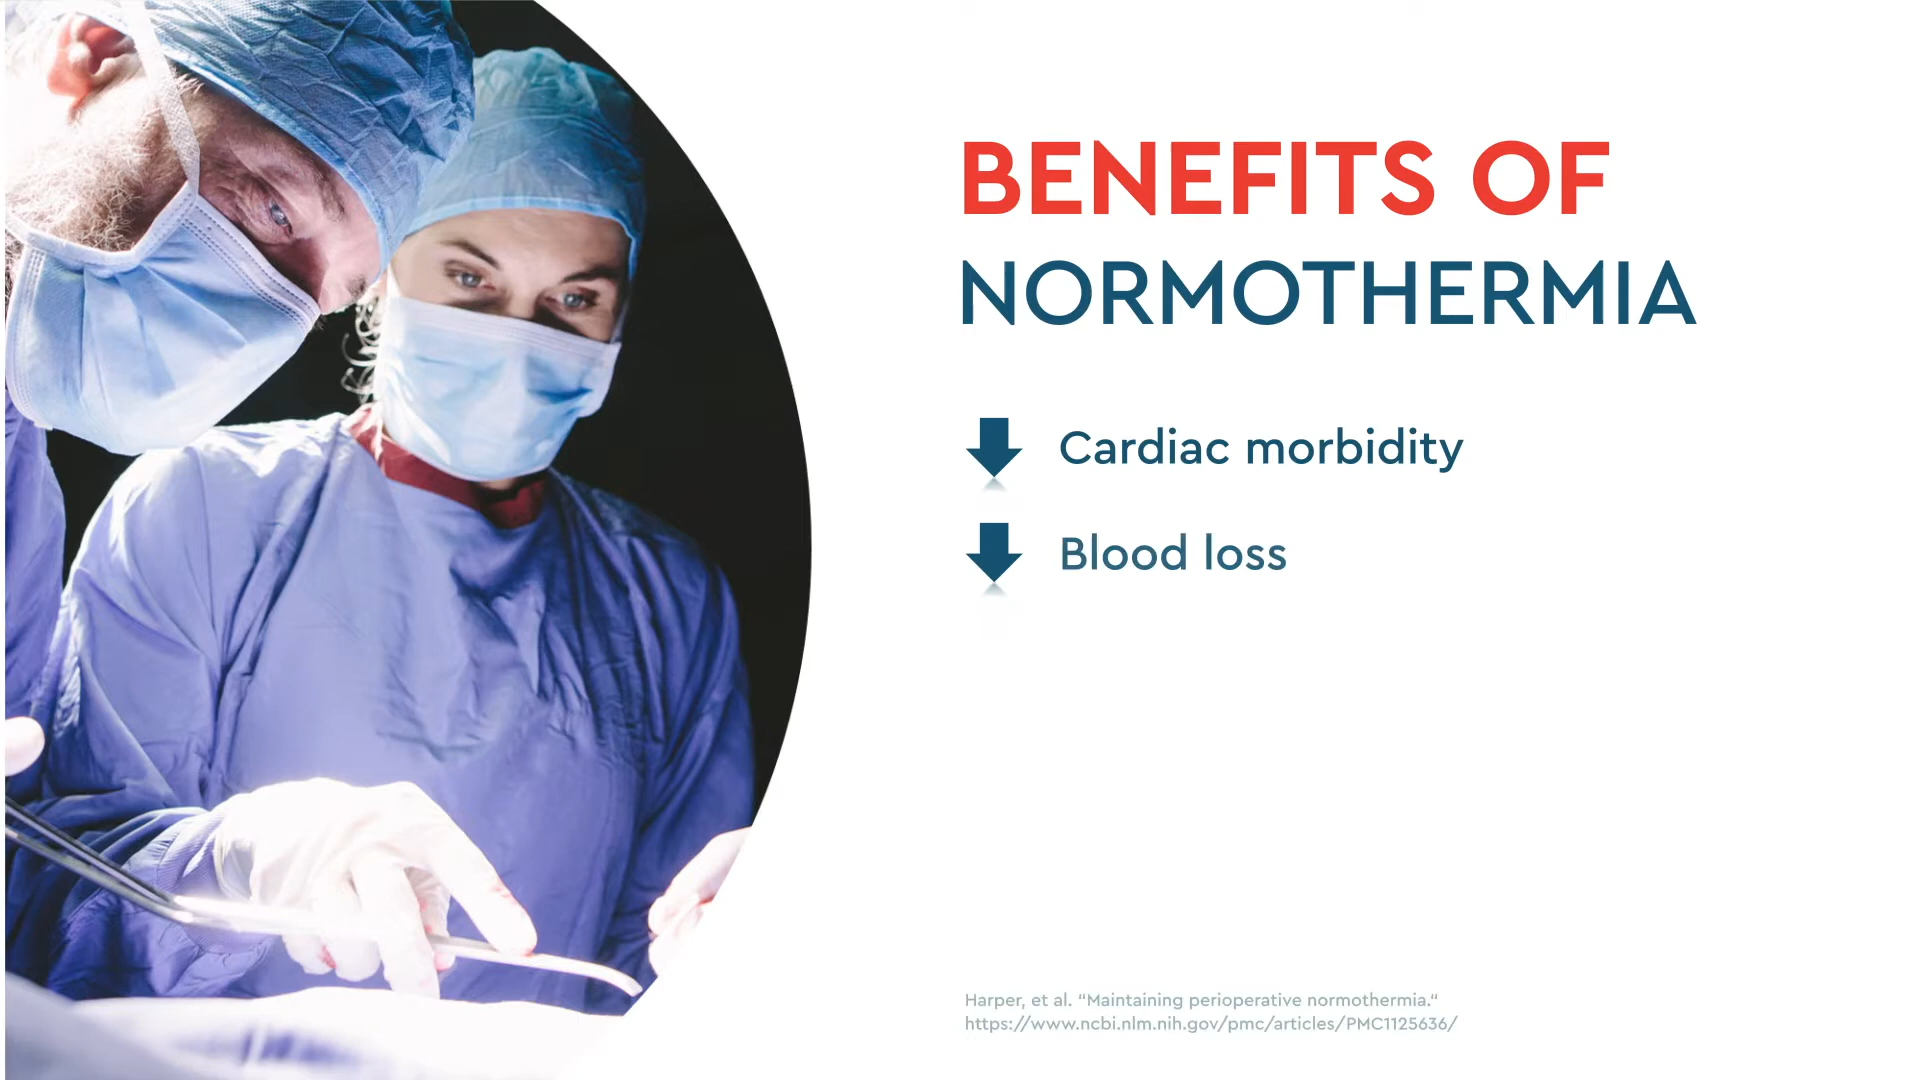 BENEFITS OF
NORMOTHERMIA
Cardiac morbidity
Blood loss
Harper, et al. “Maintaining perioperative normothermia.“
https://www.ncbi.nlm.nih.gov/pmc/articles/PMC1125636/